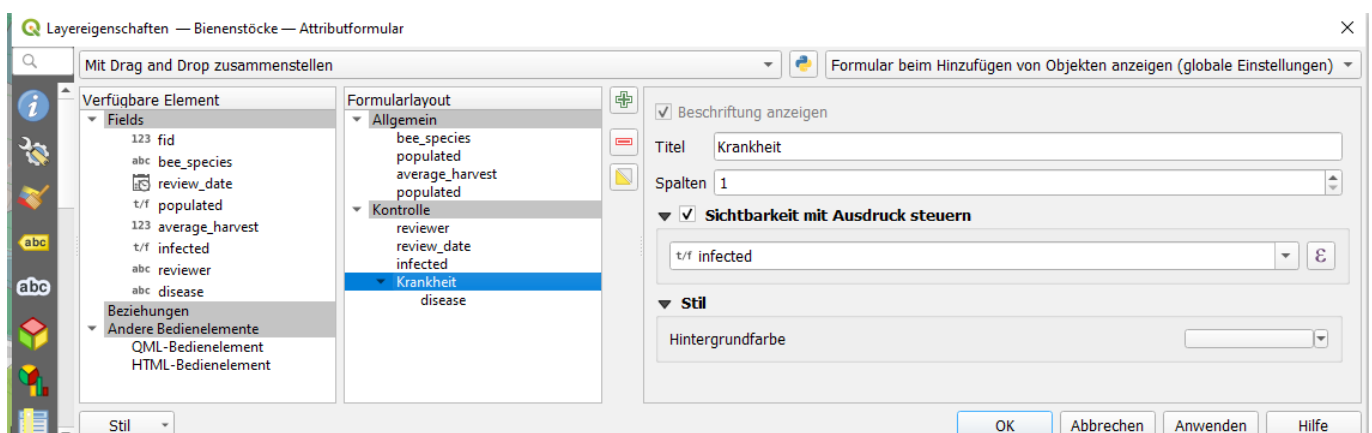 Layereigenschaften — Bienenstöcke — Attributformular
Mit Drag and Drop zusammenstellen
Formular beim Hinzufügen von Objekten anzeigen (globale Einstellungen)
Verfügbare Element
Fields
123 fid
abc bee_species
review_date
t/f populated
123 average_harvest
t/f infected
abc reviewer
abc disease
Beziehungen
Andere Bedienelemente
QML-Bedienelement
HTML-Bedienelement
Formularlayout
Allgemein
bee_species
populated
average_harvest
populated
Kontrolle
reviewer
review_date
infected
Krankheit
disease
Beschriftung anzeigen
Titel Krankheit
Spalten 1
Sichtbarkeit mit Ausdruck steuern
t/f infected
ε
Stil
Hintergrundfarbe
abc
abc
Stil
OK Abbrechen Anwenden Hilfe